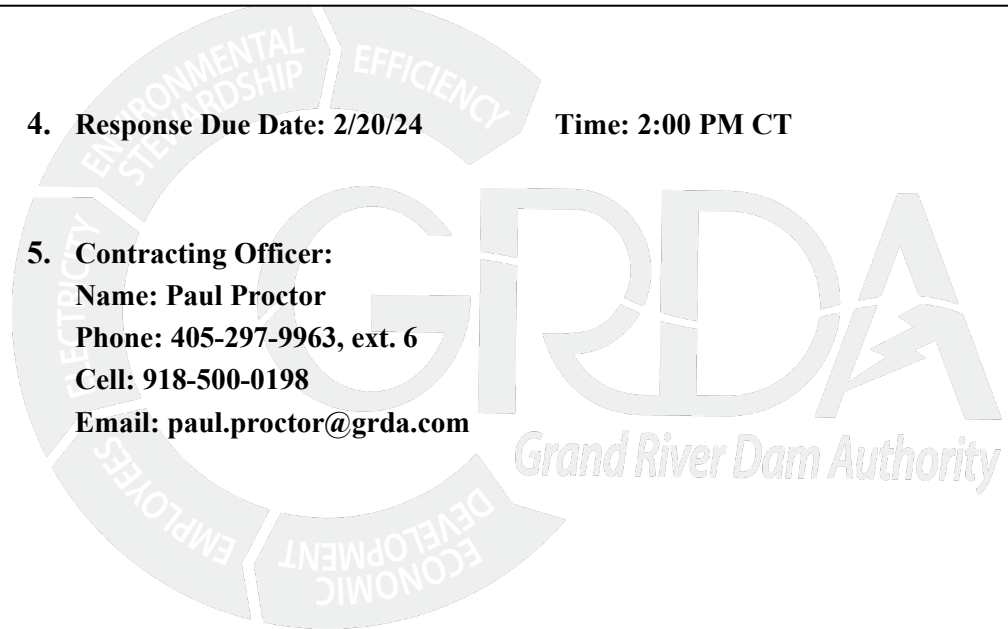 4. Response Due Date: 2/20/24 Time: 2:00 PM CT
5. Contracting Officer:
Name: Paul Proctor
Phone: 405-297-9963, ext. 6
Cell: 918-500-0198
Email: paul.proctor@grda.com
ENVIRONMENTAL
STEWARDSHIP
EFFICIENCY
ELECTRICITY
GRDA
Grand River Dam Authority
EMPLOYEES
ECONOMIC
DEVELOPMENT